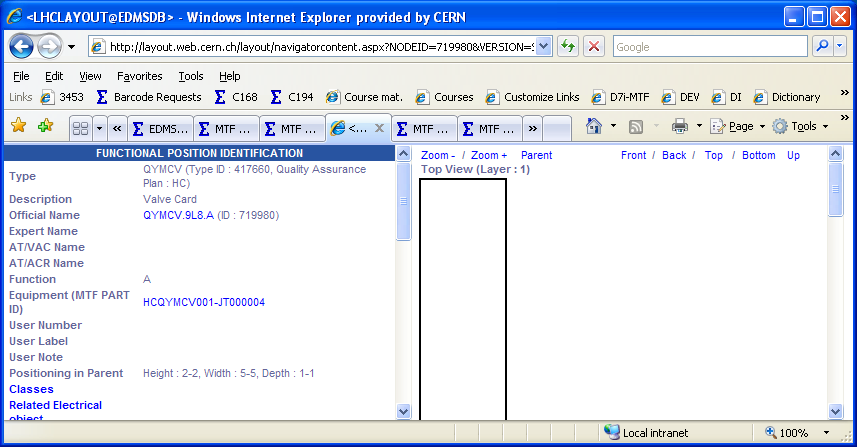 <LHCLAYOUT@EDMSDB> - Windows Internet Explorer provided by CERN
http://layout.web.cern.ch/layout/navigatorcontent.aspx?NODEID=719980&VERSION=S
Google
File Edit View Favorites Tools Help
Links 3453 Barcode Requests C168 C194 Course mat. Courses Customize Links D7i-MTF DEV DI Dictionary »
« EDMS... MTF ... MTF ... <... MTF ... MTF ... » Page Tools »
FUNCTIONAL POSITION IDENTIFICATION
Type QYMCV (Type ID : 417660, Quality Assurance
Plan : HC)
Description Valve Card
Official Name QYMCV.9L8.A (ID : 719980)
Expert Name
AT/VAC Name
AT/ACR Name
Function A
Equipment (MTF PART
ID) HCQYMCV001-JT000004
User Number
User Label
User Note
Positioning in Parent Height : 2-2, Width : 5-5, Depth : 1-1
Classes
Related Electrical
object
Zoom - / Zoom + Parent Front / Back / Top / Bottom Up
Top View (Layer : 1)
Local intranet 100%